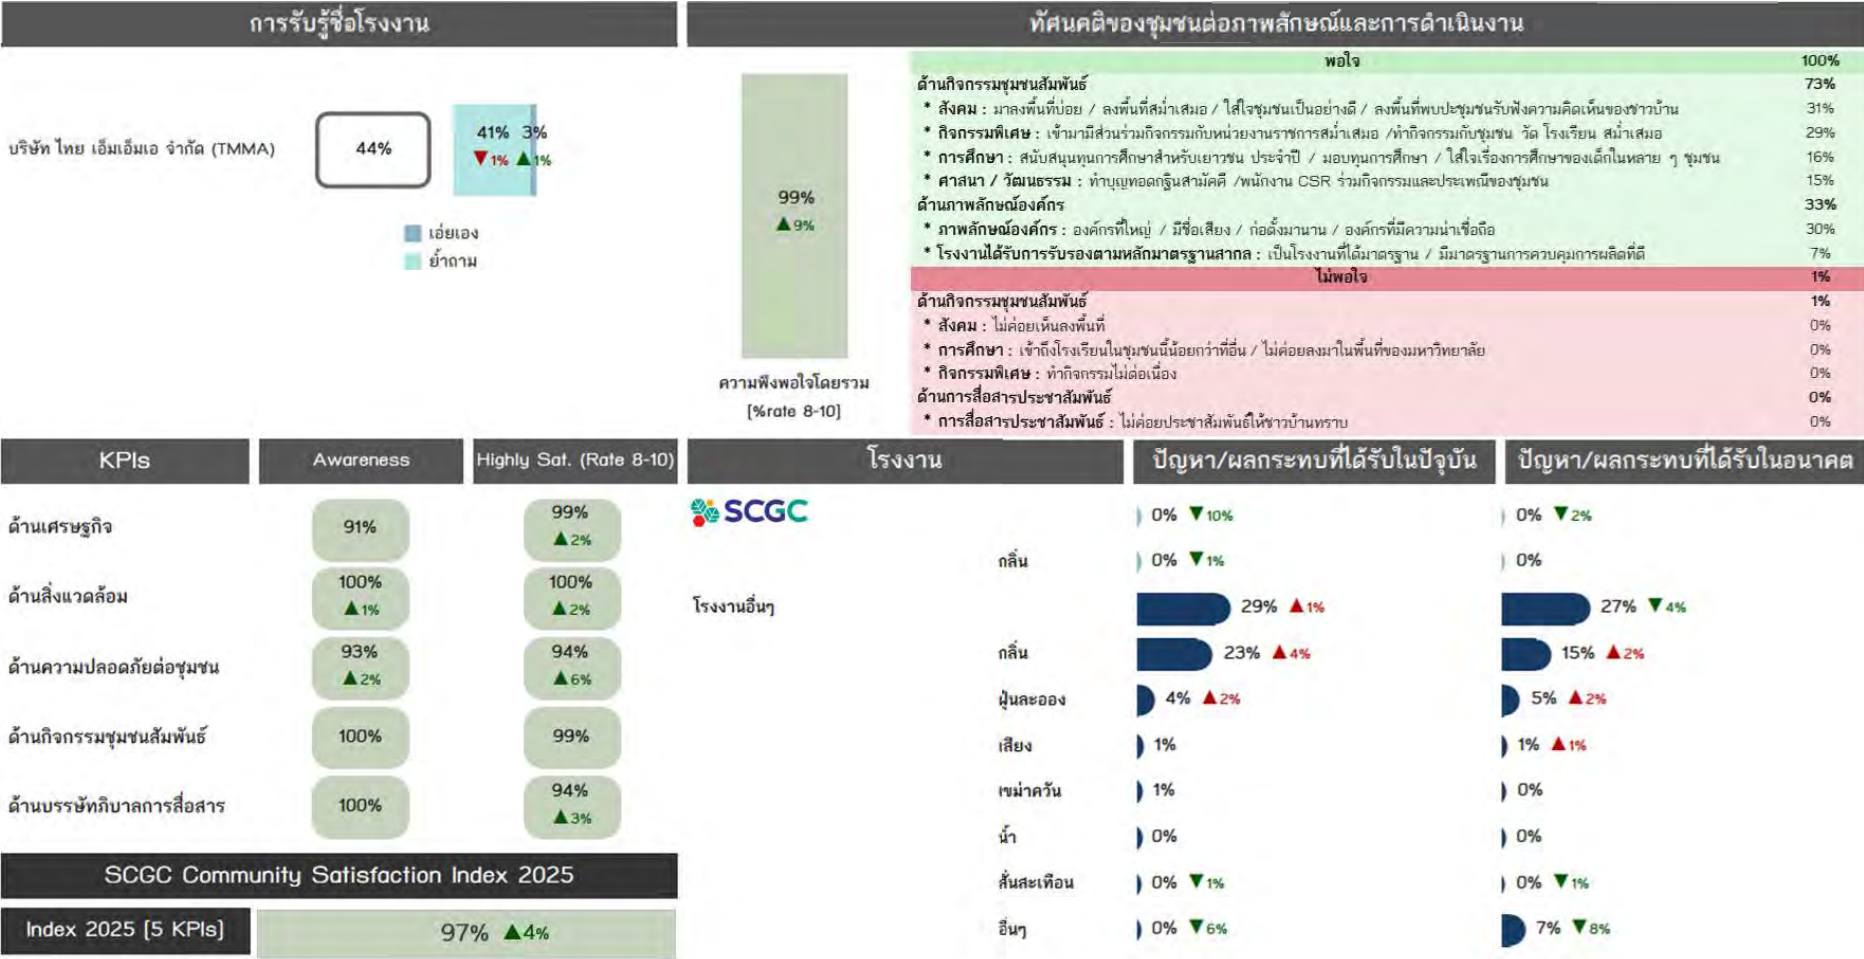 การรับรู้ชื่อโรงงาน
บริษัท ไทย เอ็มเอ็มเอ จำกัด (TMMA)
44%
41% 3%
▼1% ▲1%
เอ่ยเอง
ย้ำถาม
ทัศนคติของชุมชนต่อภาพลักษณ์และการดำเนินงาน
99%
▲9%
ความพึงพอใจโดยรวม
[%rate 8-10]
พอใจ 100%
ด้านกิจกรรมชุมชนสัมพันธ์ 73%
* สังคม : มาลงพื้นที่บ่อย / ลงพื้นที่สม่ำเสมอ / ใส่ใจชุมชนเป็นอย่างดี / ลงพื้นที่พบปะชุมชนรับฟังความคิดเห็นของชาวบ้าน 31%
* กิจกรรมพิเศษ : เข้ามามีส่วนร่วมกิจกรรมกับหน่วยงานราชการสม่ำเสมอ /ทำกิจกรรมกับชุมชน วัด โรงเรียน สม่ำเสมอ 29%
* การศึกษา : สนับสนุนทุนการศึกษาสำหรับเยาวชน ประจำปี / มอบทุนการศึกษา / ใส่ใจเรื่องการศึกษาของเด็กในหลาย ๆ ชุมชน 16%
* ศาสนา / วัฒนธรรม : ทำบุญทอดกฐินสามัคคี /พนักงาน CSR ร่วมกิจกรรมและประเพณีของชุมชน 15%
ด้านภาพลักษณ์องค์กร 33%
* ภาพลักษณ์องค์กร : องค์กรที่ใหญ่ / มีชื่อเสียง / ก่อตั้งมานาน / องค์กรที่มีความน่าเชื่อถือ 30%
* โรงงานได้รับการรับรองตามหลักมาตรฐานสากล : เป็นโรงงานที่ได้มาตรฐาน / มีมาตรฐานการควบคุมการผลิตที่ดี 7%
ไม่พอใจ 1%
ด้านกิจกรรมชุมชนสัมพันธ์ 1%
* สังคม : ไม่ค่อยเห็นลงพื้นที่ 0%
* การศึกษา : เข้าถึงโรงเรียนในชุมชนนี้น้อยกว่าที่อื่น / ไม่ค่อยลงมาในพื้นที่ของมหาวิทยาลัย 0%
* กิจกรรมพิเศษ : ทำกิจกรรมไม่ต่อเนื่อง 0%
ด้านการสื่อสารประชาสัมพันธ์ 0%
* การสื่อสารประชาสัมพันธ์ : ไม่ค่อยประชาสัมพันธ์ให้ชาวบ้านทราบ 0%
KPIs Awareness Highly Sat. (Rate 8-10)
ด้านเศรษฐกิจ 91% 99% ▲2%
ด้านสิ่งแวดล้อม 100% ▲1% 100% ▲2%
ด้านความปลอดภัยต่อชุมชน 93% ▲2% 94% ▲6%
ด้านกิจกรรมชุมชนสัมพันธ์ 100% 99%
ด้านบรรษัทภิบาลการสื่อสาร 100% 94% ▲3%
SCGC Community Satisfaction Index 2025
Index 2025 [5 KPIs] 97% ▲4%
โรงงาน ปัญหา/ผลกระทบที่ได้รับในปัจุบัน ปัญหา/ผลกระทบที่ได้รับในอนาคต
SCGC 0% ▼10% 0% ▼2%
กลิ่น 0% ▼1% 0%
โรงงานอื่นๆ 29% ▲1% 27% ▼4%
กลิ่น 23% ▲4% 15% ▲2%
ฝุ่นละออง 4% ▲2% 5% ▲2%
เสียง 1% 1% ▲1%
เขม่าควัน 1% 0%
น้ำ 0% 0%
สั่นสะเทือน 0% ▼1% 0% ▼1%
อื่นๆ 0% ▼6% 7% ▼8%